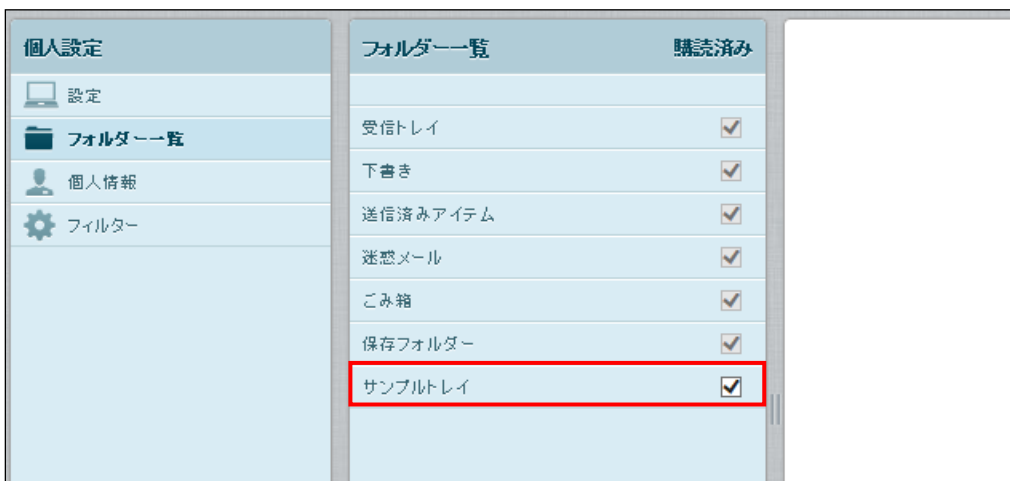 個人設定
設定
フォルダー一覧
個人情報
フィルター
フォルダー一覧 購読済み
受信トレイ
下書き
送信済みアイテム
迷惑メール
ごみ箱
保存フォルダー
サンプルトレイ